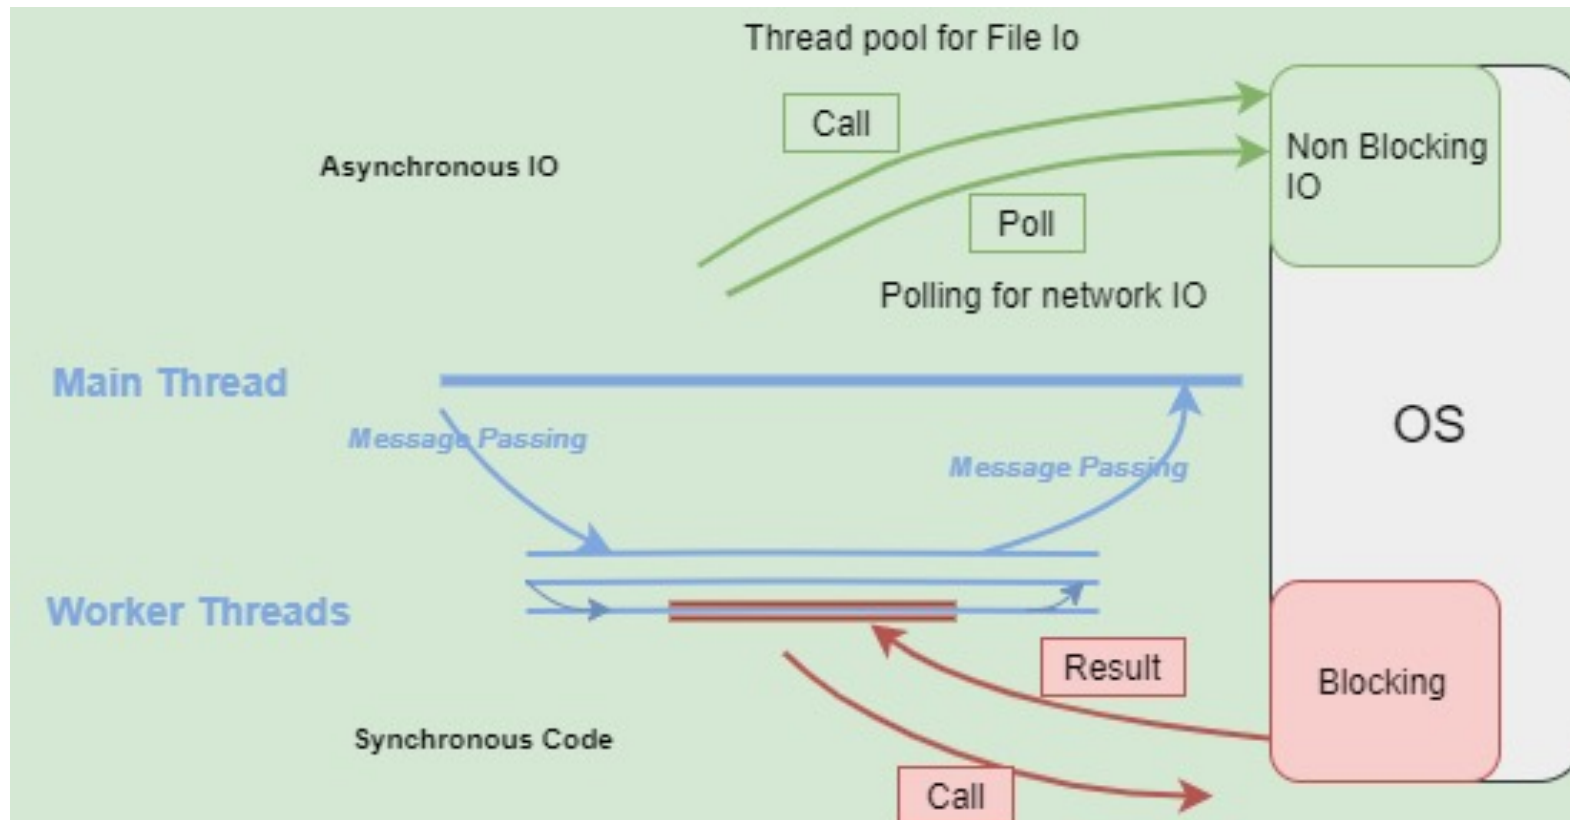 Thread pool for File Io
Call
Asynchronous IO
Non Blocking
IO
Poll
Polling for network IO
Main Thread
OS
Message Passing
Message Passing
Worker Threads
Result
Blocking
Synchronous Code
Call